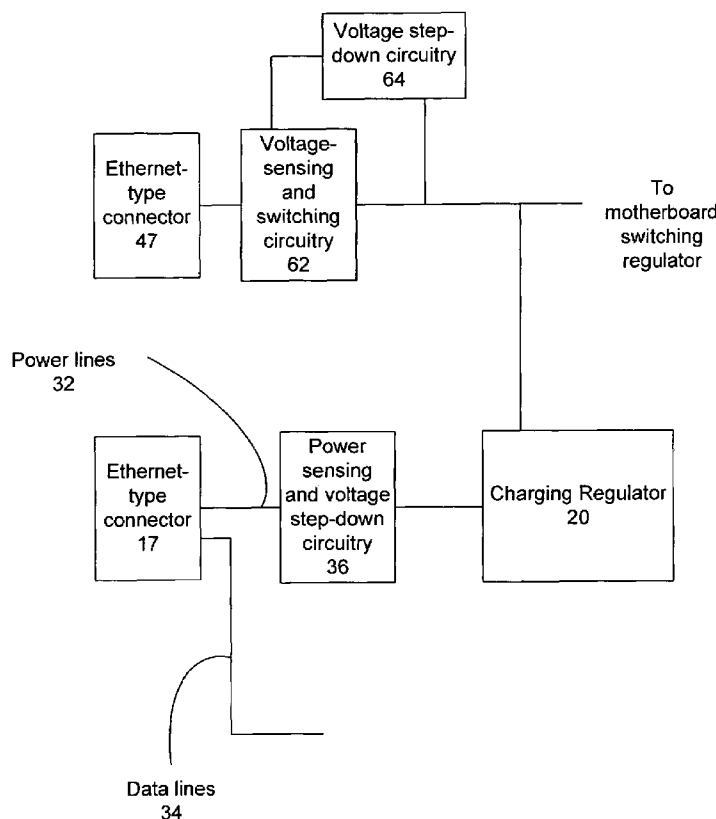 Voltage step-
down circuitry
64
Ethernet-
type
connector
47
Voltage-
sensing
and
switching
circuitry
62
To
motherboard
switching
regulator
Power lines
32
Ethernet-
type
connector
17
Power
sensing
and voltage
step-down
circuitry
36
Charging Regulator
20
Data lines
34